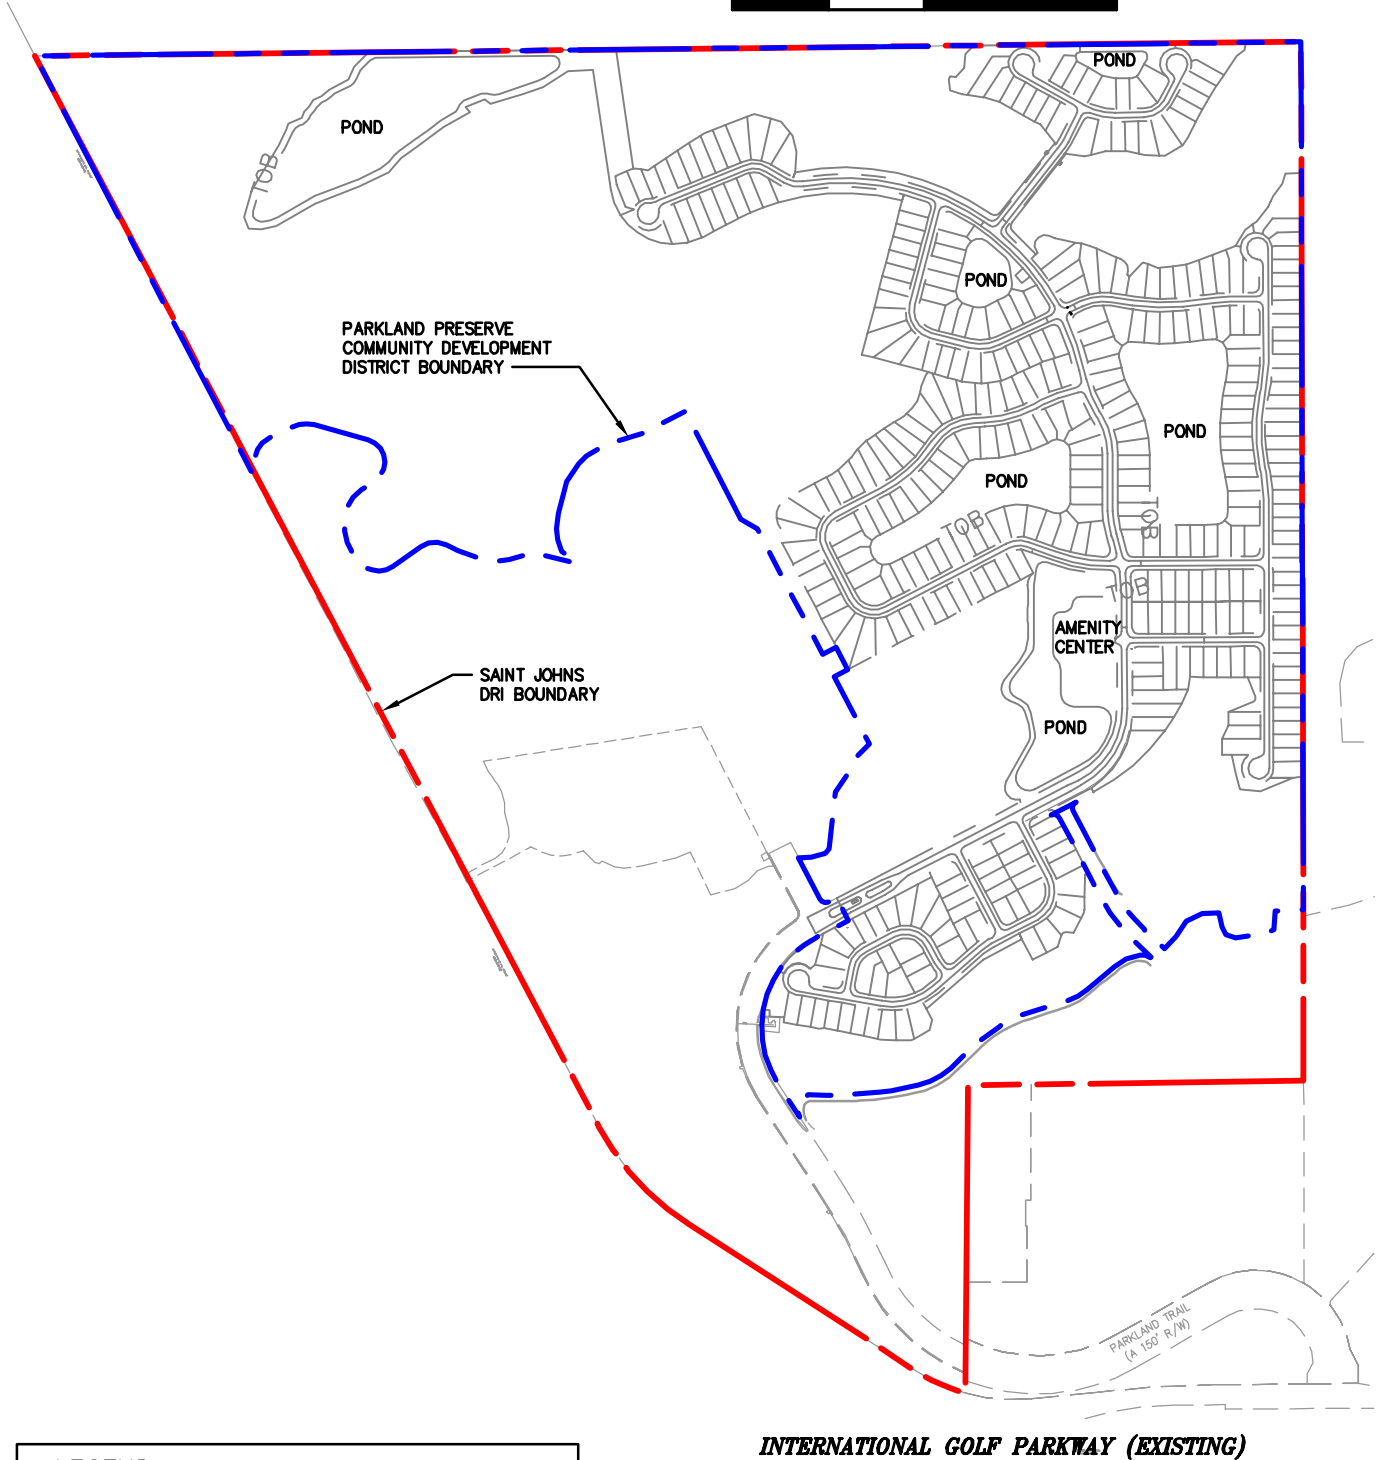 POND
POND
TOB
POND
PARKLAND PRESERVE
COMMUNITY DEVELOPMENT
DISTRICT BOUNDARY
POND
POND
TOB
TOB
TOB
AMENITY
CENTER
SAINT JOHNS
DRI BOUNDARY
POND
PARKLAND TRAIL
(A 150' R/W)
INTERNATIONAL GOLF PARKWAY (EXISTING)